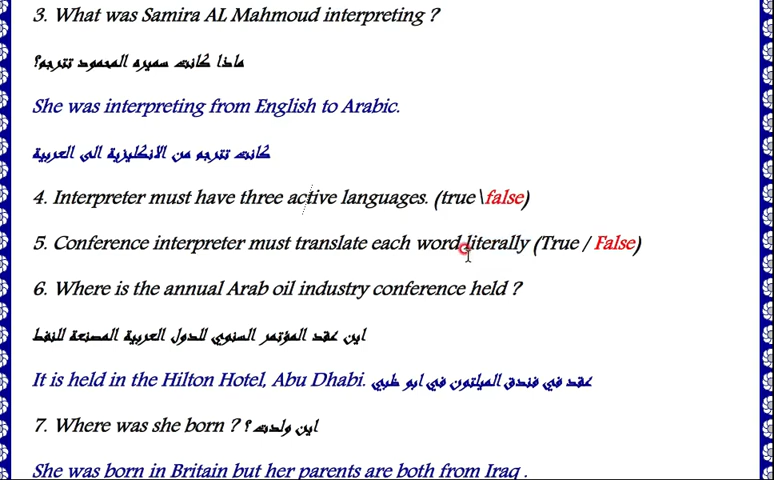 3. What was Samira AL Mahmoud interpreting ?
ماذا كانت سميره المحمود تترجم؟
She was interpreting from English to Arabic.
كانت تترجم من الانكليزية الى العربية
4. Interpreter must have three active languages. (true\false)
5. Conference interpreter must translate each word literally (True / False)
6. Where is the annual Arab oil industry conference held ?
اين عقد المؤتمر السنوي للدول العربية المصنعة للنفط
It is held in the Hilton Hotel, Abu Dhabi. عقد في فندق الهيلتون في ابو ظبي
7. Where was she born ? اين ولدت ؟
She was born in Britain but her parents are both from Iraq .